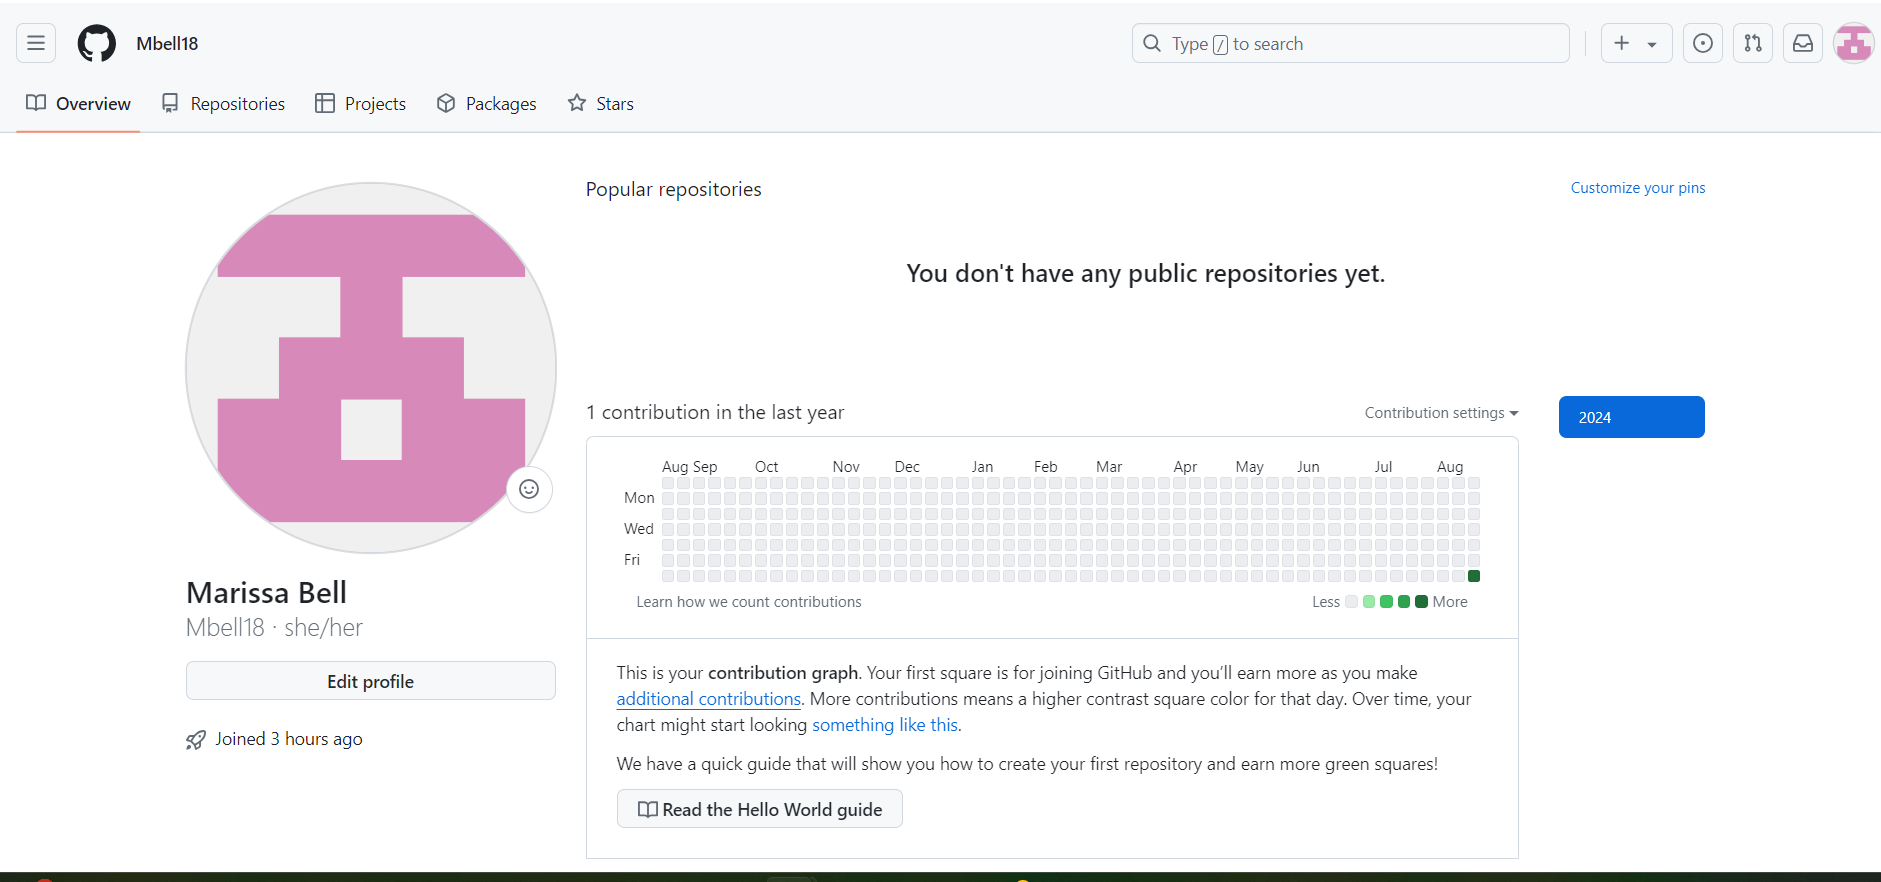 Mbell18
Type / to search
Overview
Repositories
Projects
Packages
Stars
Popular repositories
Customize your pins
You don't have any public repositories yet.
1 contribution in the last year
Contribution settings
2024
Aug Sep Oct Nov Dec Jan Feb Mar Apr May Jun Jul Aug
Mon
Wed
Fri
Learn how we count contributions
Less
More
Marissa Bell
Mbell18 · she/her
Edit profile
Joined 3 hours ago
This is your contribution graph. Your first square is for joining GitHub and you’ll earn more as you make
additional contributions. More contributions means a higher contrast square color for that day. Over time, your
chart might start looking something like this.
We have a quick guide that will show you how to create your first repository and earn more green squares!
Read the Hello World guide